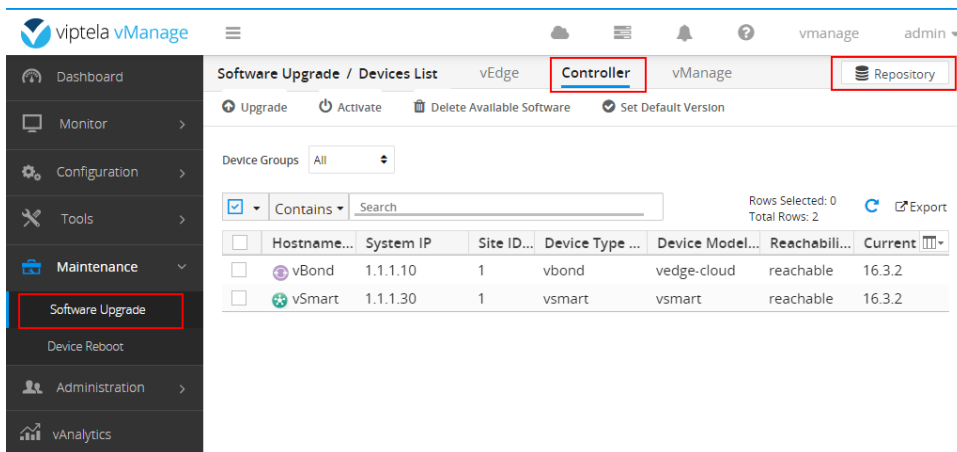 viptela vManage
vmanage admin
Dashboard
Monitor
Configuration
Tools
Maintenance
Software Upgrade
Device Reboot
Administration
vAnalytics
Software Upgrade / Devices List vEdge Controller vManage Repository
Upgrade Activate Delete Available Software Set Default Version
Device Groups All
Contains Search Rows Selected: 0
Total Rows: 2
Export
Hostname... System IP Site ID... Device Type ... Device Model... Reachabili... Current
vBond 1.1.1.10 1 vbond vedge-cloud reachable 16.3.2
vSmart 1.1.1.30 1 vsmart vsmart reachable 16.3.2